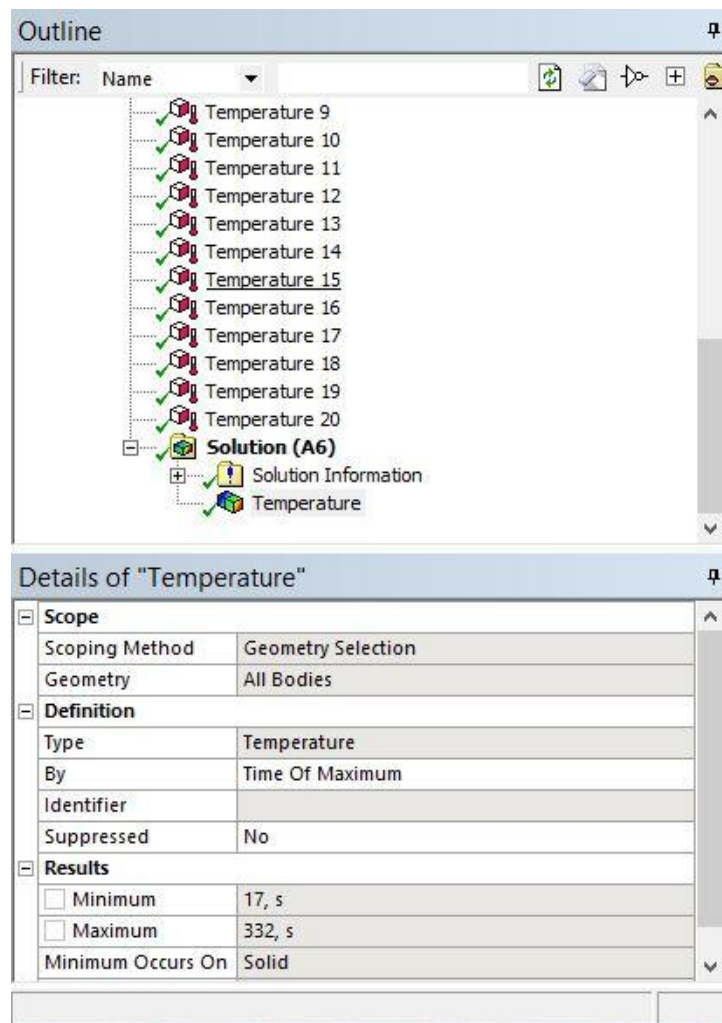 Outline
Filter: Name
Temperature 9
Temperature 10
Temperature 11
Temperature 12
Temperature 13
Temperature 14
Temperature 15
Temperature 16
Temperature 17
Temperature 18
Temperature 19
Temperature 20
Solution (A6)
Solution Information
Temperature
Details of "Temperature"
Scope
Scoping Method Geometry Selection
Geometry All Bodies
Definition
Type Temperature
By Time Of Maximum
Identifier
Suppressed No
Results
Minimum 17, s
Maximum 332, s
Minimum Occurs On Solid